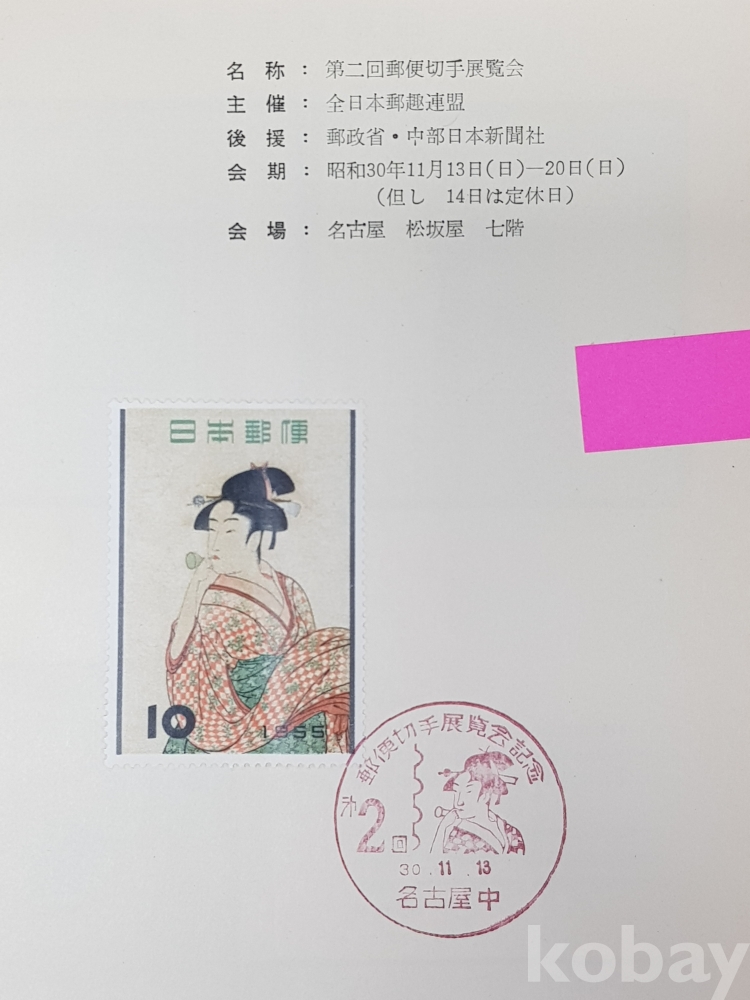 名称：第二回郵便切手展覧会
主催：全日本郵趣連盟
後援：郵政省・中部日本新聞社
会期：昭和30年11月13日(日)—20日(日)
(但し 14日は定休日)
会場：名古屋 松坂屋 七階
日本郵便
10
1955
郵便切手展覧会記念
第2回
30.11.13
名古屋中
kobay